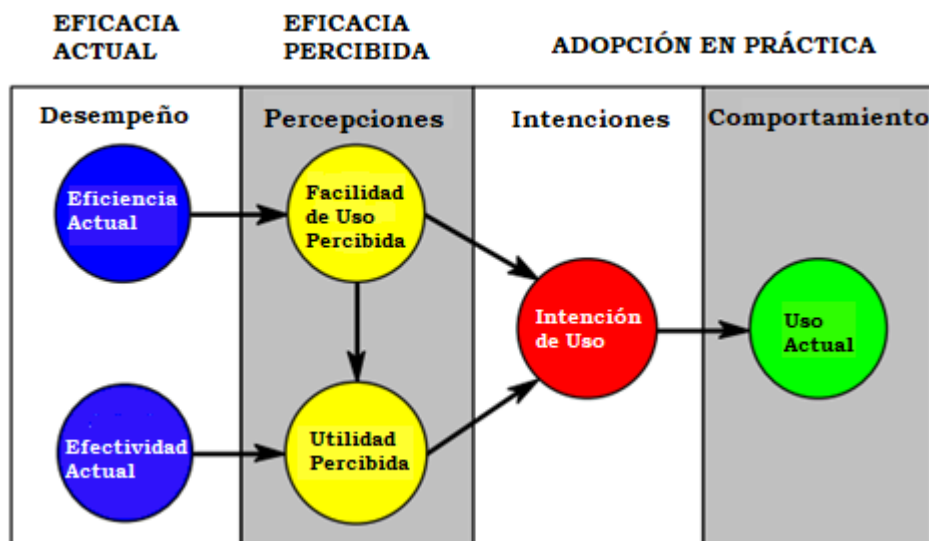 EFICACIA
ACTUAL
EFICACIA
PERCIBIDA
ADOPCIÓN EN PRÁCTICA
Desempeño
Percepciones
Intenciones
Comportamiento
Eficiencia
Actual
Facilidad
de Uso
Percibida
Intención
de Uso
Uso
Actual
Efectividad
Actual
Utilidad
Percibida